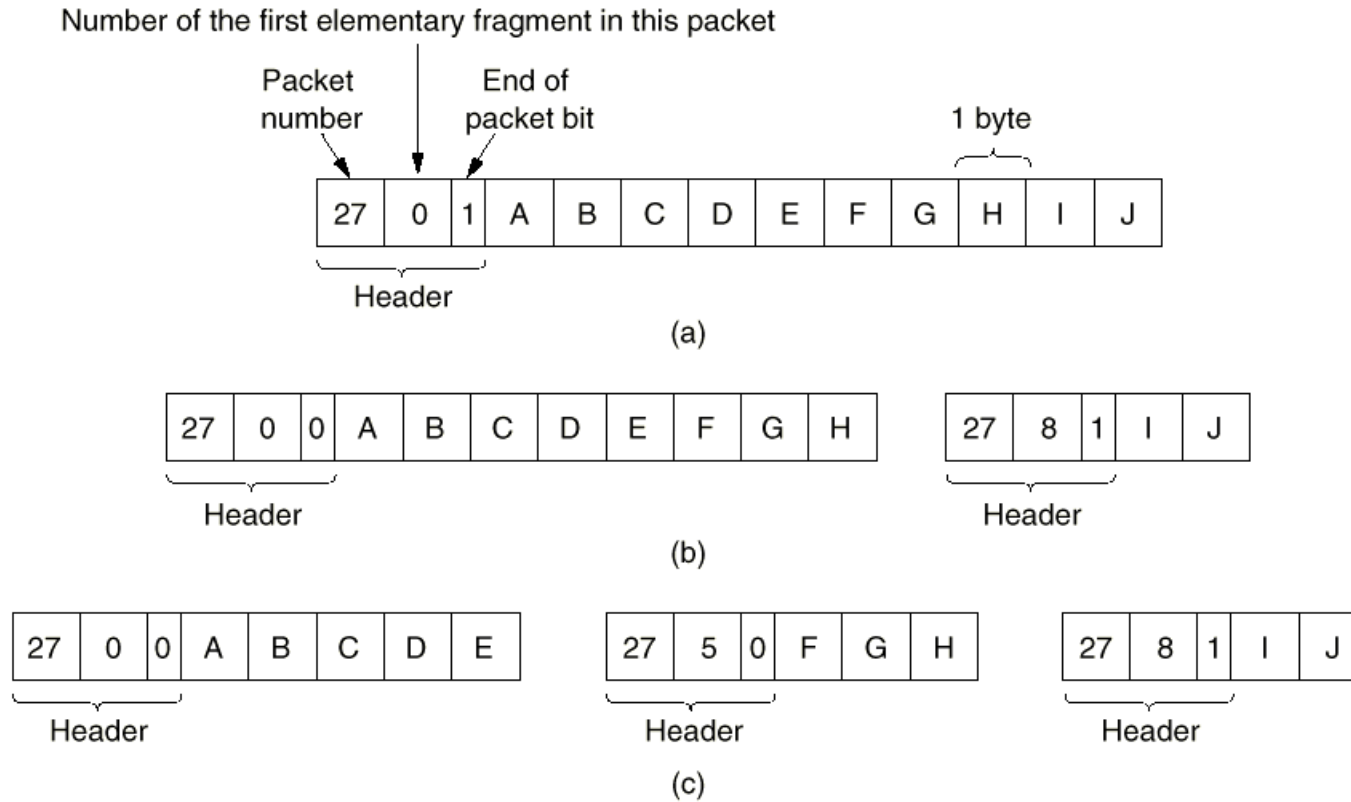 Number of the first elementary fragment in this packet
Packet number
End of packet bit
1 byte
27 0 1 A B C D E F G H I J
Header
(a)
27 0 0 A B C D E F G H
27 8 1 I J
Header
Header
(b)
27 0 0 A B C D E
27 5 0 F G H
27 8 1 I J
Header
Header
Header
(c)